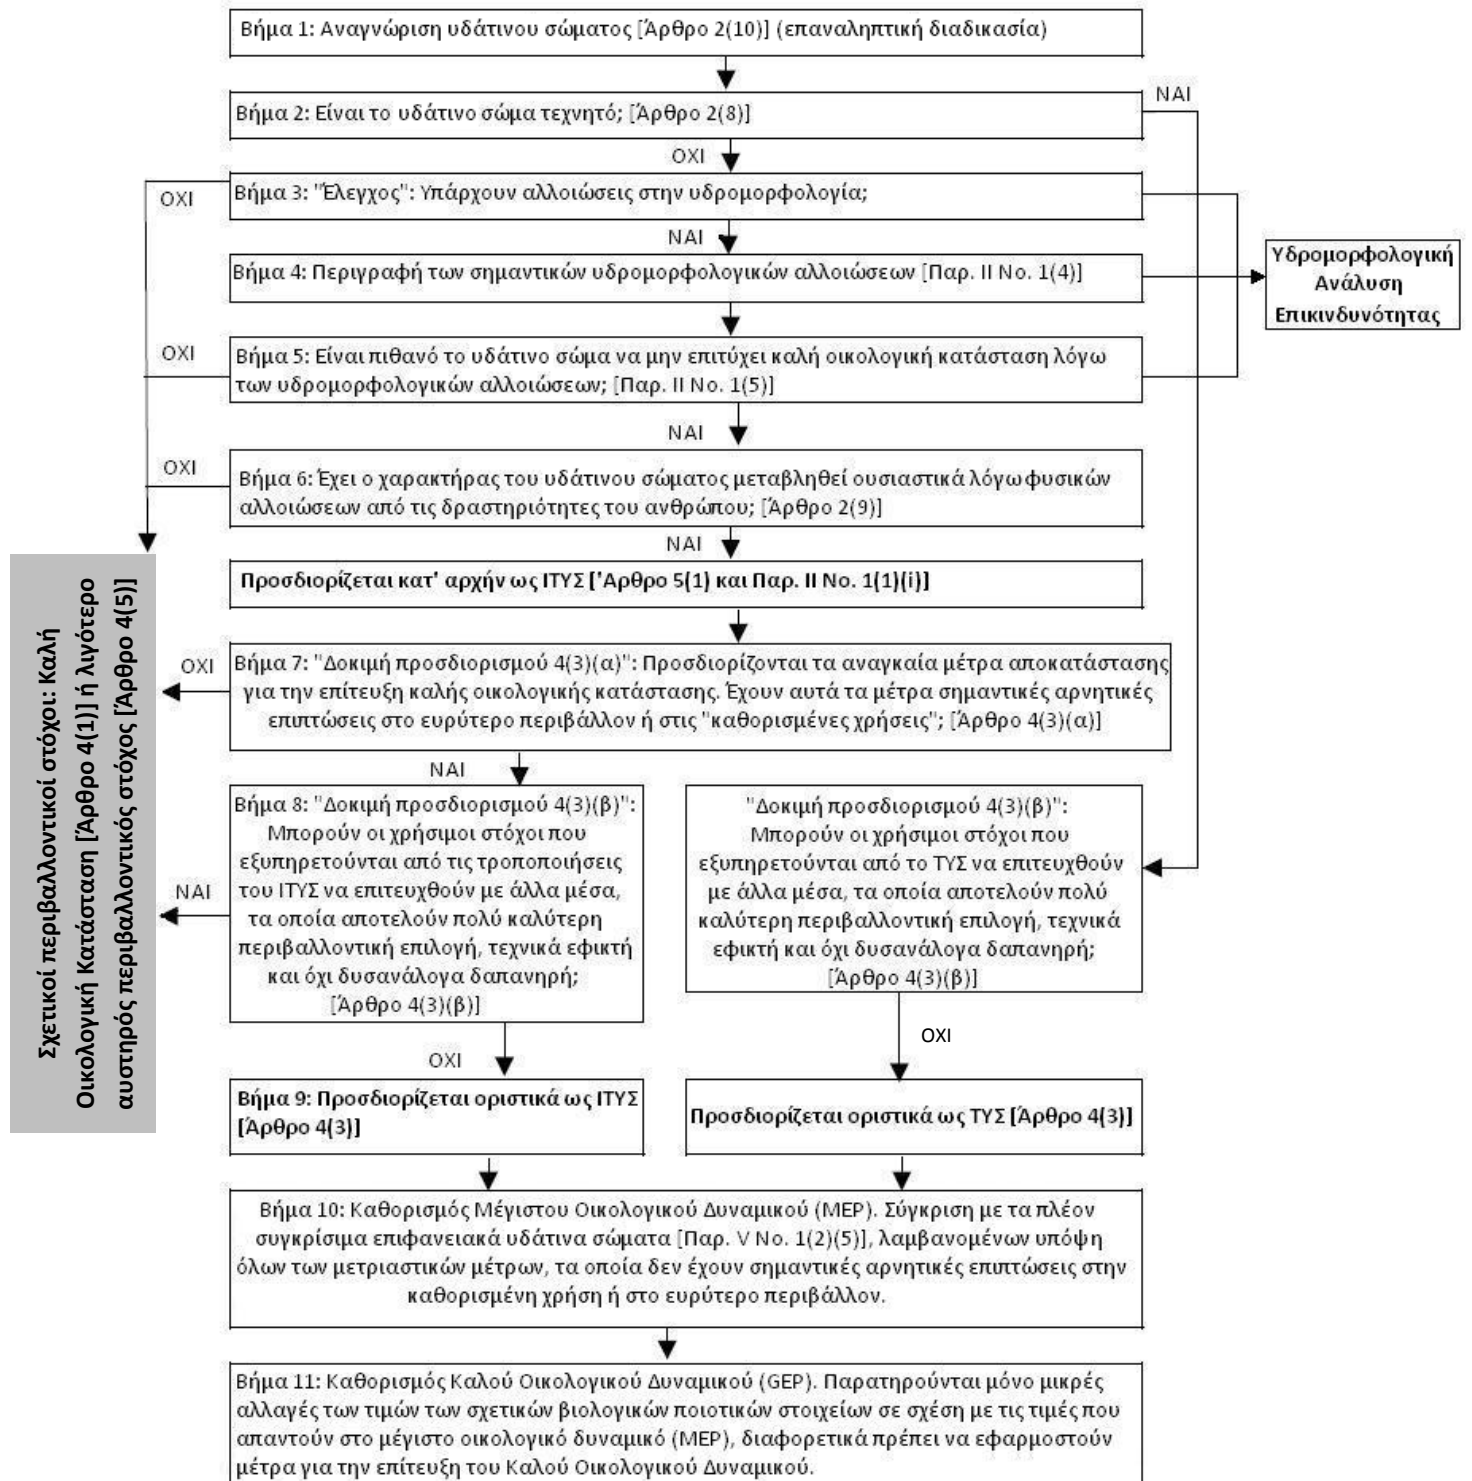 Βήμα 1: Αναγνώριση υδάτινου σώματος [Άρθρο 2(10)] (επαναληπτική διαδικασία)
ΝΑΙ
Βήμα 2: Είναι το υδάτινο σώμα τεχνητό; [Άρθρο 2(8)]
ΟΧΙ
Βήμα 3: "Έλεγχος": Υπάρχουν αλλοιώσεις στην υδρομορφολογία;
ΟΧΙ
ΝΑΙ
Βήμα 4: Περιγραφή των σημαντικών υδρομορφολογικών αλλοιώσεων [Παρ. ΙΙ Νο. 1(4)]
Υδρομορφολογική
Ανάλυση
Επικινδυνότητας
ΟΧΙ
Βήμα 5: Είναι πιθανό το υδάτινο σώμα να μην επιτύχει καλή οικολογική κατάσταση λόγω
των υδρομορφολογικών αλλοιώσεων; [Παρ. ΙΙ Νο. 1(5)]
ΝΑΙ
ΟΧΙ
Βήμα 6: Έχει ο χαρακτήρας του υδάτινου σώματος μεταβληθεί ουσιαστικά λόγω φυσικών
αλλοιώσεων από τις δραστηριότητες του ανθρώπου; [Άρθρο 2(9)]
ΝΑΙ
Προσδιορίζεται κατ' αρχήν ως ΙΤΥΣ ['Αρθρο 5(1) και Παρ. ΙΙ Νο. 1(1)(i)]
Σχετικοί περιβαλλοντικοί στόχοι: Καλή
Οικολογική Κατάσταση [Άρθρο 4(1)] ή λιγότερο
αυστηρός περιβαλλοντικός στόχος [Άρθρο 4(5)]
ΟΧΙ
Βήμα 7: "Δοκιμή προσδιορισμού 4(3)(α)": Προσδιορίζονται τα αναγκαία μέτρα αποκατάστασης
για την επίτευξη καλής οικολογικής κατάστασης. Έχουν αυτά τα μέτρα σημαντικές αρνητικές
επιπτώσεις στο ευρύτερο περιβάλλον ή στις "καθορισμένες χρήσεις"; [Άρθρο 4(3)(α)]
ΝΑΙ
Βήμα 8: "Δοκιμή προσδιορισμού 4(3)(β)":
Μπορούν οι χρήσιμοι στόχοι που
εξυπηρετούνται από τις τροποποιήσεις
του ΙΤΥΣ να επιτευχθούν με άλλα μέσα,
τα οποία αποτελούν πολύ καλύτερη
περιβαλλοντική επιλογή, τεχνικά εφικτή
και όχι δυσανάλογα δαπανηρή;
[Άρθρο 4(3)(β)]
ΝΑΙ
"Δοκιμή προσδιορισμού 4(3)(β)":
Μπορούν οι χρήσιμοι στόχοι που
εξυπηρετούνται από το ΤΥΣ να επιτευχθούν
με άλλα μέσα, τα οποία αποτελούν πολύ
καλύτερη περιβαλλοντική επιλογή, τεχνικά
εφικτή και όχι δυσανάλογα δαπανηρή;
[Άρθρο 4(3)(β)]
ΟΧΙ
ΟΧΙ
Βήμα 9: Προσδιορίζεται οριστικά ως ΙΤΥΣ
[Άρθρο 4(3)]
Προσδιορίζεται οριστικά ως ΤΥΣ [Άρθρο 4(3)]
Βήμα 10: Καθορισμός Μέγιστου Οικολογικού Δυναμικού (MEP). Σύγκριση με τα πλέον
συγκρίσιμα επιφανειακά υδάτινα σώματα [Παρ. V No. 1(2)(5)], λαμβανομένων υπόψη
όλων των μετριαστικών μέτρων, τα οποία δεν έχουν σημαντικές αρνητικές επιπτώσεις στην
καθορισμένη χρήση ή στο ευρύτερο περιβάλλον.
Βήμα 11: Καθορισμός Καλού Οικολογικού Δυναμικού (GEP). Παρατηρούνται μόνο μικρές
αλλαγές των τιμών των σχετικών βιολογικών ποιοτικών στοιχείων σε σχέση με τις τιμές που
απαντούν στο μέγιστο οικολογικό δυναμικό (MEP), διαφορετικά πρέπει να εφαρμοστούν
μέτρα για την επίτευξη του Καλού Οικολογικού Δυναμικού.